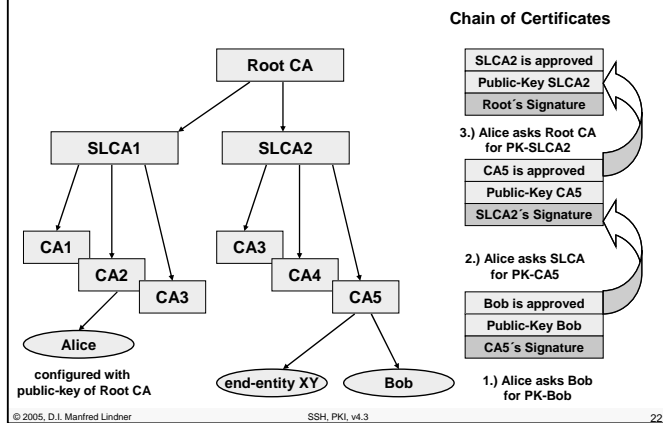 Chain of Certificates
Root CA
SLCA1
SLCA2
CA1
CA2
CA3
CA3
CA4
CA5
Alice
configured with
public-key of Root CA
end-entity XY
Bob
SLCA2 is approved
Public-Key SLCA2
Root´s Signature
3.) Alice asks Root CA
for PK-SLCA2
CA5 is approved
Public-Key CA5
SLCA2´s Signature
2.) Alice asks SLCA
for PK-CA5
Bob is approved
Public-Key Bob
CA5´s Signature
1.) Alice asks Bob
for PK-Bob
© 2005, D.I. Manfred Lindner
SSH, PKI, v4.3
22